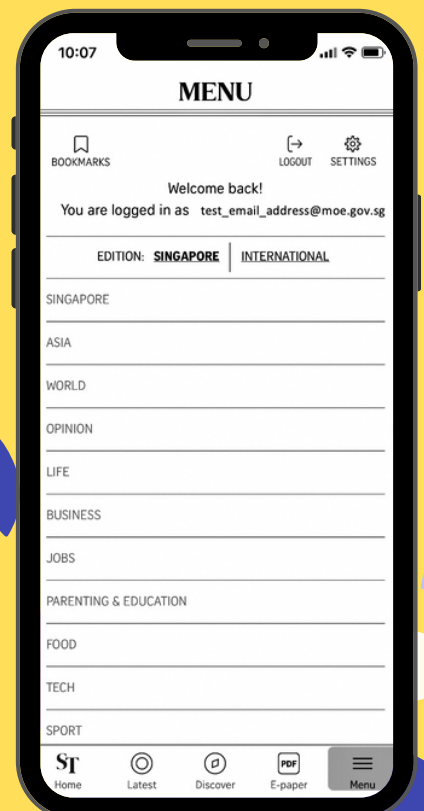 10:07
MENU
BOOKMARKS
LOGOUT
SETTINGS
Welcome back!
You are logged in as test_email_address@moe.gov.sg
EDITION: SINGAPORE INTERNATIONAL
SINGAPORE
ASIA
WORLD
OPINION
LIFE
BUSINESS
JOBS
PARENTING & EDUCATION
FOOD
TECH
SPORT
ST
PDF
Home
Latest
Discover
E-paper
Menu